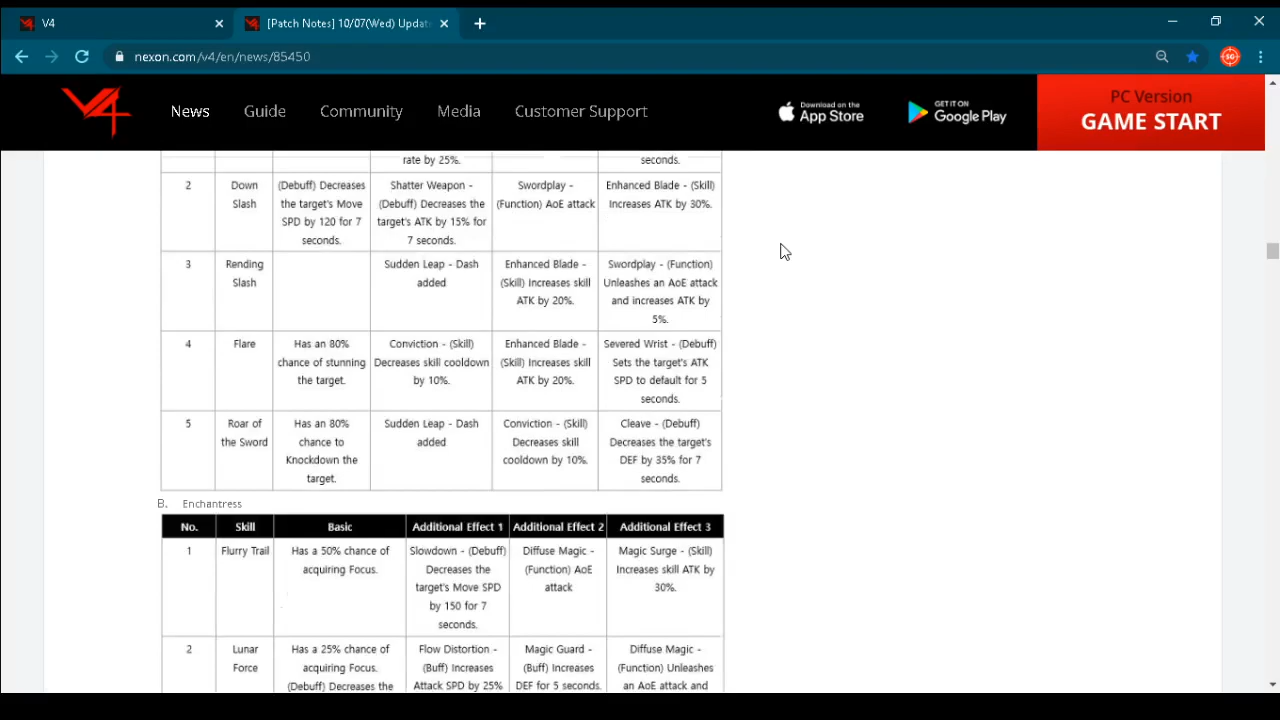 V4
[Patch Notes] 10/07(Wed) Updat
nexon.com/v4/en/news/85450
V4
News
Guide
Community
Media
Customer Support
Download on the
App Store
GET IT ON
Google Play
PC Version
GAME START
rate by 25%.
seconds.
2
Down
Slash
(Debuff) Decreases
the target's Move
SPD by 120 for 7
seconds.
Shatter Weapon -
(Debuff) Decreases the
target's ATK by 15% for
7 seconds.
Swordplay -
(Function) AoE attack
Enhanced Blade - (Skill)
Increases ATK by 30%.
3
Rending
Slash
Sudden Leap - Dash
added
Enhanced Blade -
(Skill) Increases skill
ATK by 20%.
Swordplay - (Function)
Unleashes an AoE attack
and increases ATK by
5%.
4
Flare
Has an 80%
chance of stunning
the target.
Conviction - (Skill)
Decreases skill cooldown
by 10%.
Enhanced Blade -
(Skill) Increases skill
ATK by 20%.
Severed Wrist - (Debuff)
Sets the target's ATK
SPD to default for 5
seconds.
5
Roar of
the Sword
Has an 80%
chance to
Knockdown the
target.
Sudden Leap - Dash
added
Conviction - (Skill)
Decreases skill
cooldown by 10%.
Cleave - (Debuff)
Decreases the target's
DEF by 35% for 7
seconds.
B. Enchantress
No.
Skill
Basic
Additional Effect 1
Additional Effect 2
Additional Effect 3
1
Flurry Trail
Has a 50% chance of
acquiring Focus.
Slowdown - (Debuff)
Decreases the
target's Move SPD
by 150 for 7
seconds.
Diffuse Magic -
(Function) AoE
attack
Magic Surge - (Skill)
Increases skill ATK by
30%.
2
Lunar
Force
Has a 25% chance of
acquiring Focus.
(Debuff) Decreases the
Flow Distortion -
(Buff) Increases
Attack SPD by 25%
Magic Guard -
(Buff) Increases
DEF for 5 seconds.
Diffuse Magic -
(Function) Unleashes
an AoE attack and